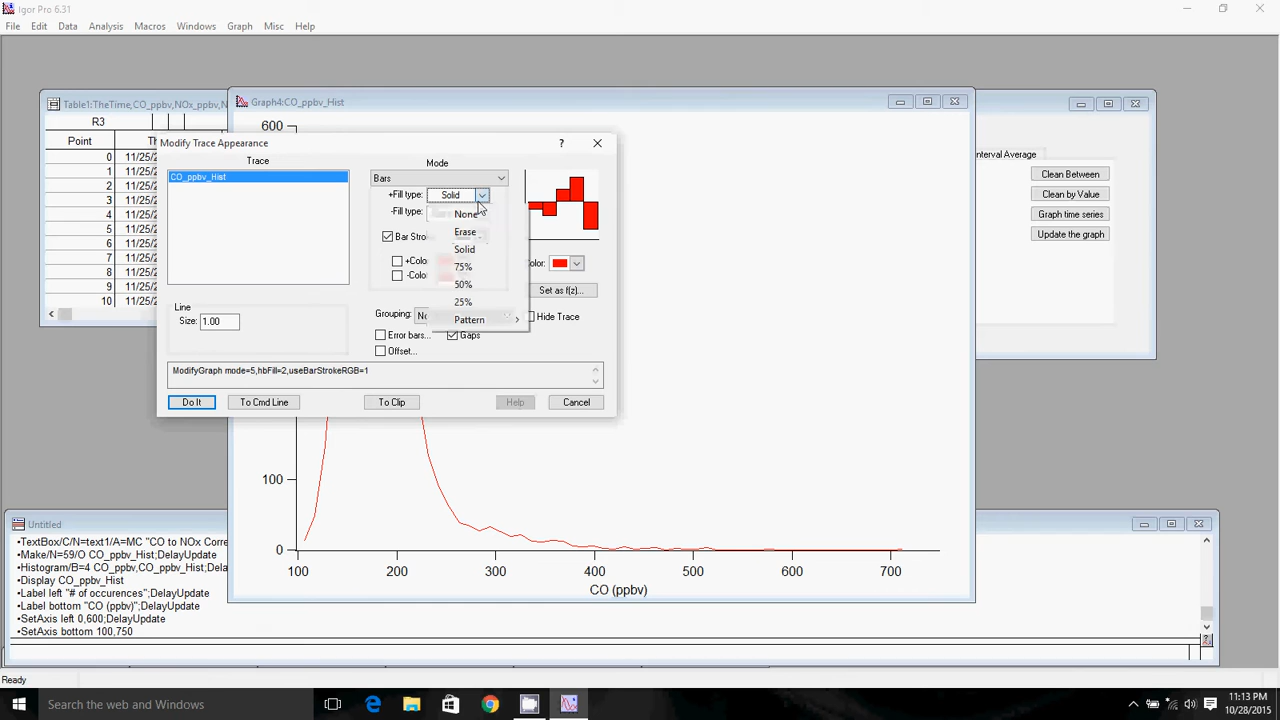 Igor Pro 6.31
File Edit Data Analysis Macros Windows Graph Misc Help
Table1:TheTime,CO_ppbv,NOx_ppbv,N
R3
Point Th
0 11/25/2
1 11/25/2
2 11/25/2
3 11/25/2
4 11/25/2
5 11/25/2
6 11/25/2
7 11/25/2
8 11/25/2
9 11/25/2
10 11/25/2
Graph4:CO_ppbv_Hist
600
100
0
100 200 300 400 500 600 700
CO (ppbv)
Modify Trace Appearance ?
Trace
CO_ppbv_Hist
Mode
Bars
+Fill type: Solid
-Fill type:
Bar Stro
+Color
-Color
None
Erase
Solid
75%
50%
25%
Pattern
Color:
Set as f(z)...
Hide Trace
Line
Size: 1.00
Grouping: No
Error bars... Gaps
Offset...
ModifyGraph mode=5,hbFill=2,useBarStrokeRGB=1
Do It To Cmd Line To Clip Help Cancel
nterval Average
Clean Between
Clean by Value
Graph time series
Update the graph
Untitled
•TextBox/C/N=text1/A=MC "CO to NOx Corre
•Make/N=59/O CO_ppbv_Hist;DelayUpdate
•Histogram/B=4 CO_ppbv,CO_ppbv_Hist;Del
•Display CO_ppbv_Hist
•Label left "# of occurences";DelayUpdate
•Label bottom "CO (ppbv)";DelayUpdate
•SetAxis left 0,600;DelayUpdate
•SetAxis bottom 100,750
Ready
Search the web and Windows
11:13 PM
10/28/2015